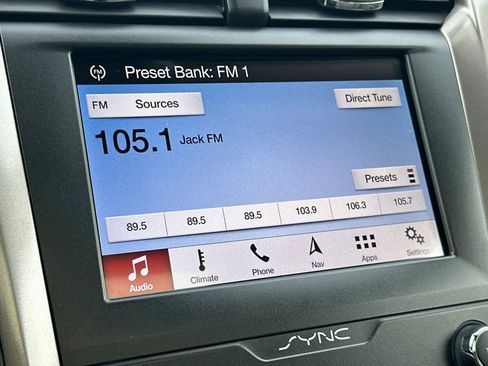 FM Preset Bank: FM 1
FM Sources Direct Tune
105.1 Jack FM
Presets
89.5 89.5 89.5 103.9 106.3 105.7
Audio Climate Phone Nav Apps Settings
SYNC